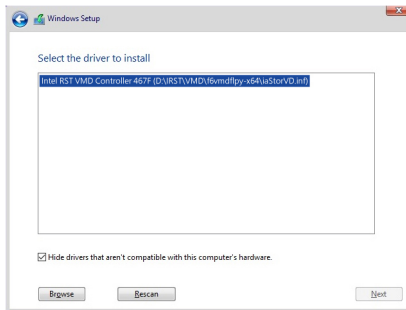 Windows Setup
Select the driver to install
Intel RST VMD Controller 467F (D:\IRST\VMD\f6vmdflpy-x64\iaStorVD.inf)
Hide drivers that aren't compatible with this computer's hardware.
Browse
Rescan
Next